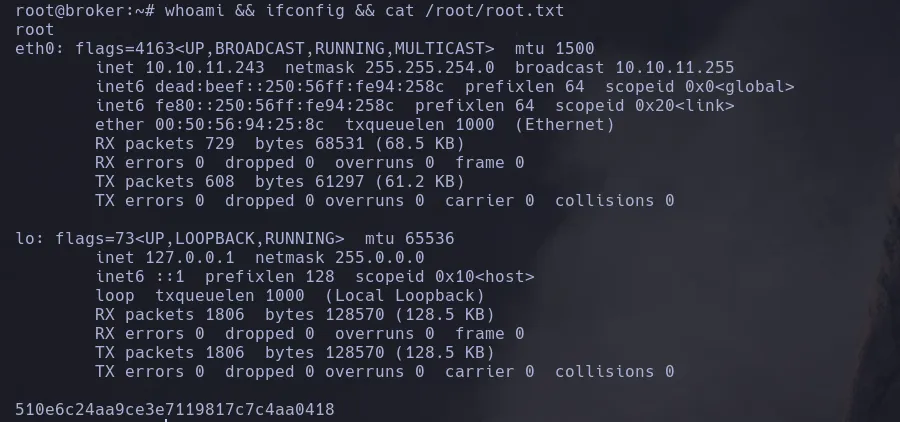 root@broker:~# whoami && ifconfig && cat /root/root.txt
root
eth0: flags=4163<UP,BROADCAST,RUNNING,MULTICAST>  mtu 1500
        inet 10.10.11.243  netmask 255.255.254.0  broadcast 10.10.11.255
        inet6 dead:beef::250:56ff:fe94:258c  prefixlen 64  scopeid 0x0<global>
        inet6 fe80::250:56ff:fe94:258c  prefixlen 64  scopeid 0x20<link>
        ether 00:50:56:94:25:8c  txqueuelen 1000  (Ethernet)
        RX packets 729  bytes 68531 (68.5 KB)
        RX errors 0  dropped 0  overruns 0  frame 0
        TX packets 608  bytes 61297 (61.2 KB)
        TX errors 0  dropped 0 overruns 0  carrier 0  collisions 0

lo: flags=73<UP,LOOPBACK,RUNNING>  mtu 65536
        inet 127.0.0.1  netmask 255.0.0.0
        inet6 ::1  prefixlen 128  scopeid 0x10<host>
        loop  txqueuelen 1000  (Local Loopback)
        RX packets 1806  bytes 128570 (128.5 KB)
        RX errors 0  dropped 0  overruns 0  frame 0
        TX packets 1806  bytes 128570 (128.5 KB)
        TX errors 0  dropped 0 overruns 0  carrier 0  collisions 0

510e6c24aa9ce3e7119817c7c4aa0418